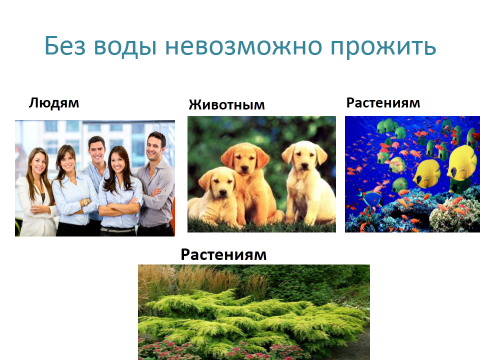 Без воды невозможно прожить
Людям
Животным
Растениям
Растениям